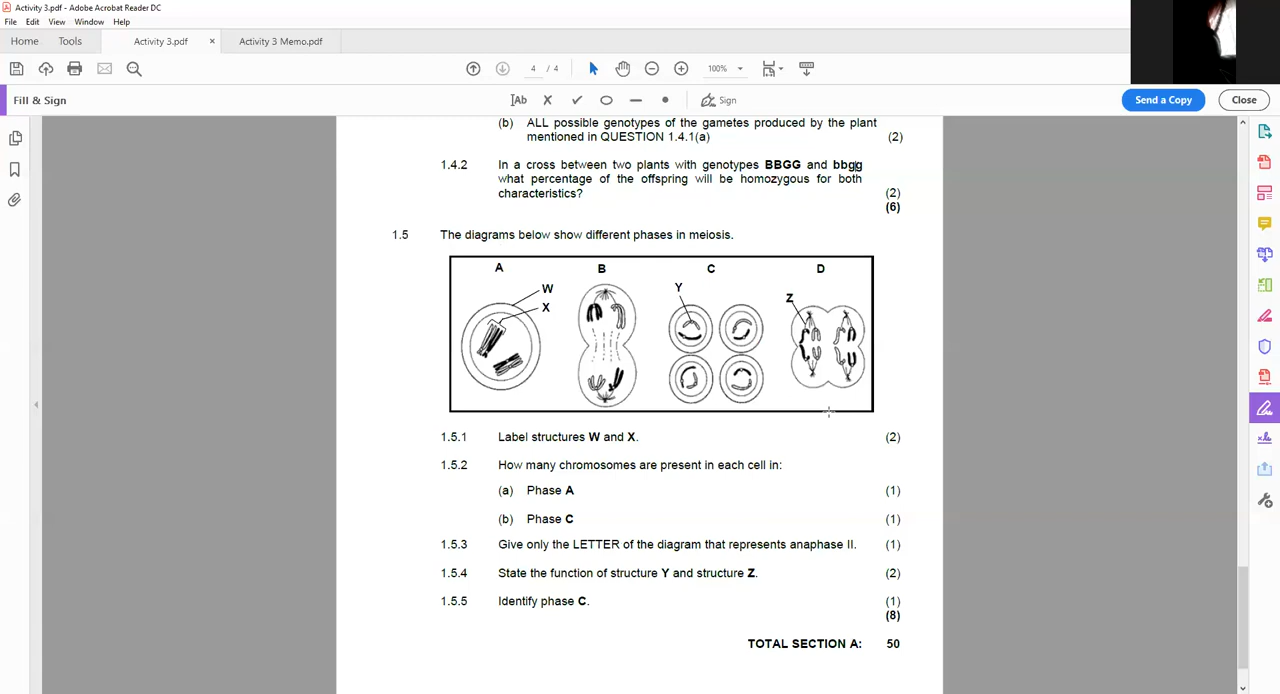 Activity 3.pdf - Adobe Acrobat Reader DC
File Edit View Window Help
Home Tools Activity 3.pdf × Activity 3 Memo.pdf
4 / 4 100%
Fill & Sign Ab Sign Send a Copy Close
(b) ALL possible genotypes of the gametes produced by the plant
mentioned in QUESTION 1.4.1(a) (2)
1.4.2 In a cross between two plants with genotypes BBGG and bbgg
what percentage of the offspring will be homozygous for both
characteristics? (2)
(6)
1.5 The diagrams below show different phases in meiosis.
A B C D
W
X
Y
Z
1.5.1 Label structures W and X. (2)
1.5.2 How many chromosomes are present in each cell in:
(a) Phase A (1)
(b) Phase C (1)
1.5.3 Give only the LETTER of the diagram that represents anaphase II. (1)
1.5.4 State the function of structure Y and structure Z. (2)
1.5.5 Identify phase C. (1)
(8)
TOTAL SECTION A: 50